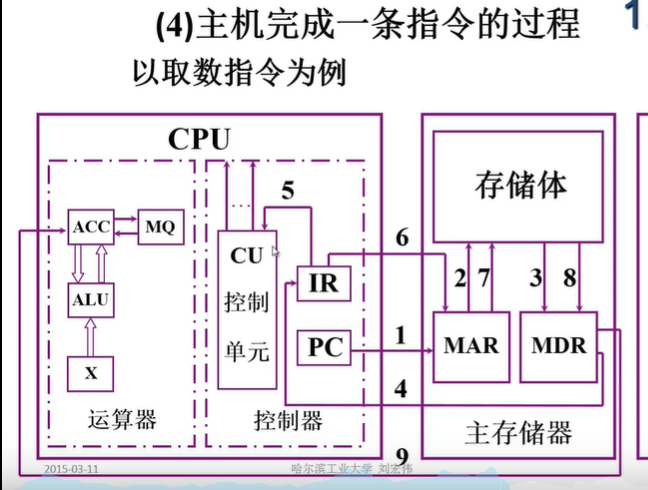 (4)主机完成一条指令的过程
1
以取数指令为例
CPU
存储体
5
ACC
MQ
CU
6
IR
2
7
3
8
ALU
控制
1
PC
MAR
MDR
单元
X
4
运算器
控制器
主存储器
9
2015-03-11
哈尔滨工业大学 刘宏伟